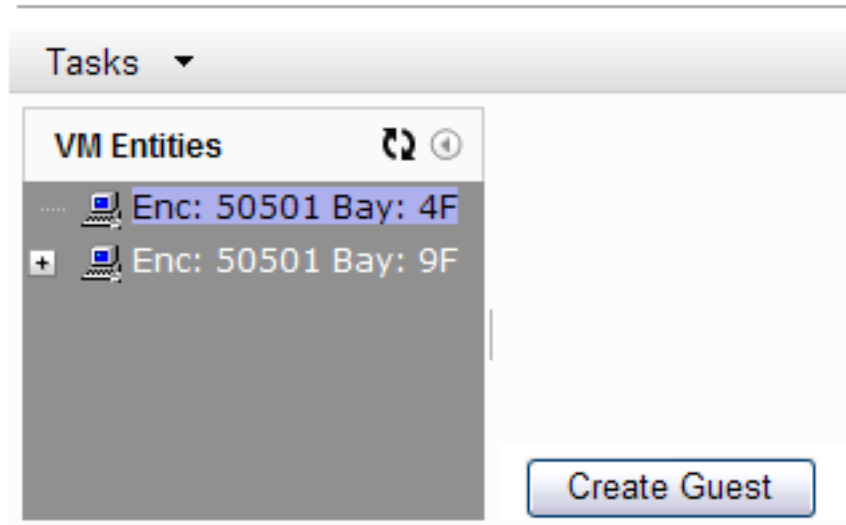 Tasks
VM Entities
Enc: 50501 Bay: 4F
Enc: 50501 Bay: 9F
Create Guest